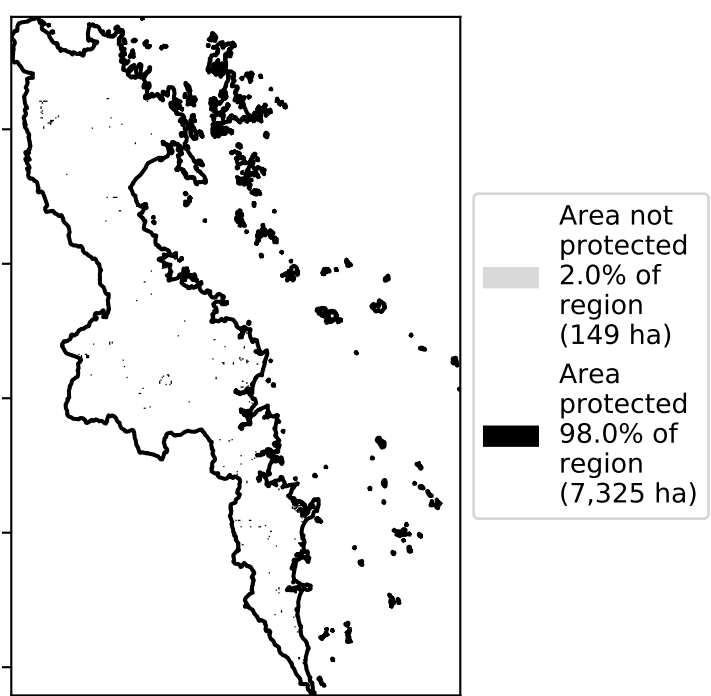 Area not
protected
2.0% of
region
(149 ha)
Area
protected
98.0% of
region
(7,325 ha)